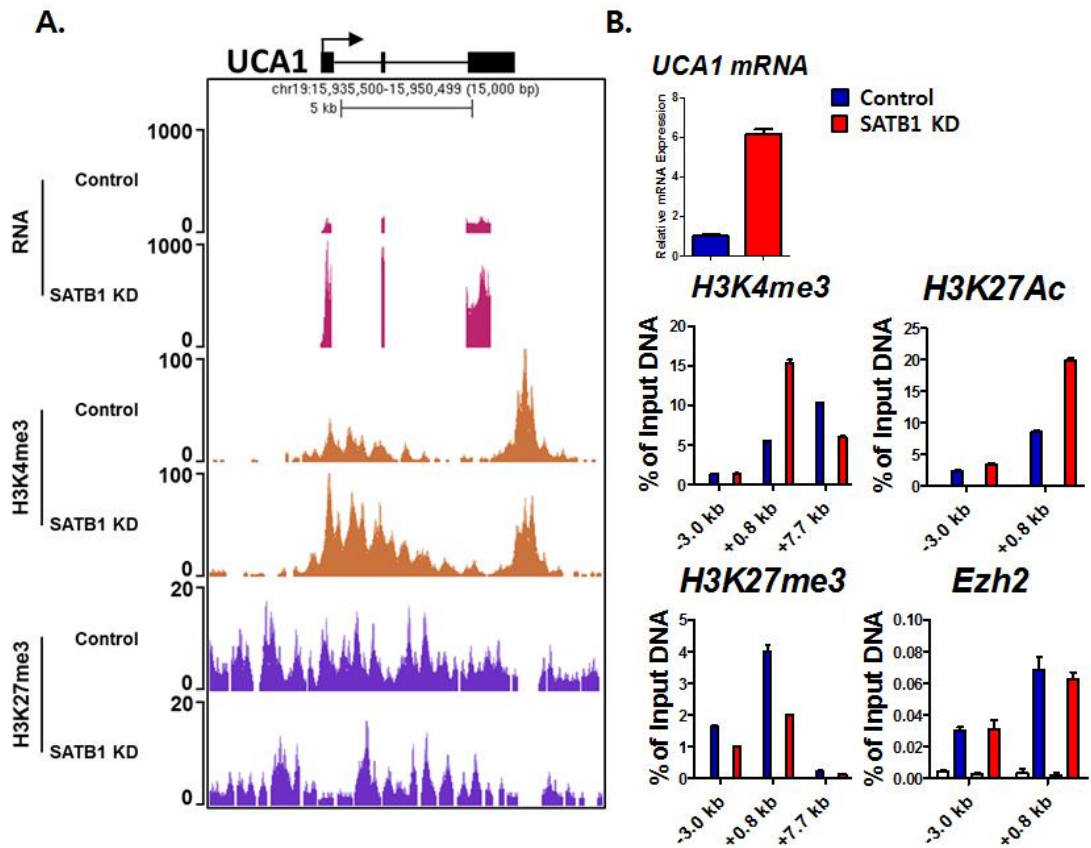 A.
UCA1
chr19:15,935,500-15,950,499 (15,000 bp)
5 kb
RNA
Control
1000
0
SATB1 KD
1000
0
H3K4me3
Control
100
0
SATB1 KD
100
0
H3K27me3
Control
20
0
SATB1 KD
20
0
B.
UCA1 mRNA
Control
SATB1 KD
Relative mRNA Expression
8
6
4
2
0
H3K4me3
% of Input DNA
20
15
10
5
0
-3.0 kb
+0.8 kb
+7.7 kb
H3K27Ac
% of Input DNA
25
20
15
10
5
0
-3.0 kb
+0.8 kb
H3K27me3
% of Input DNA
5
4
3
2
1
0
-3.0 kb
+0.8 kb
+7.7 kb
Ezh2
% of Input DNA
0.10
0.08
0.06
0.04
0.02
0.00
-3.0 kb
+0.8 kb